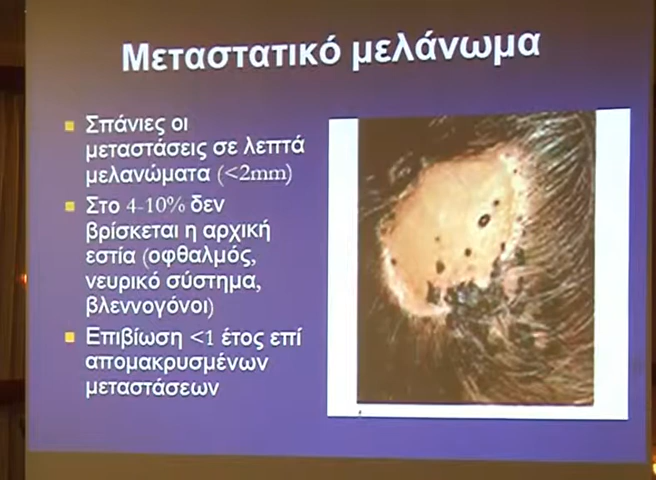 Μεταστατικό μελάνωμα
Σπάνιες οι
μεταστάσεις σε λεπτά
μελανώματα (<2mm)
Στο 4-10% δεν
βρίσκεται η αρχική
εστία (οφθαλμός,
νευρικό σύστημα,
βλεννογόνοι)
Επιβίωση <1 έτος επί
απομακρυσμένων
μεταστάσεων